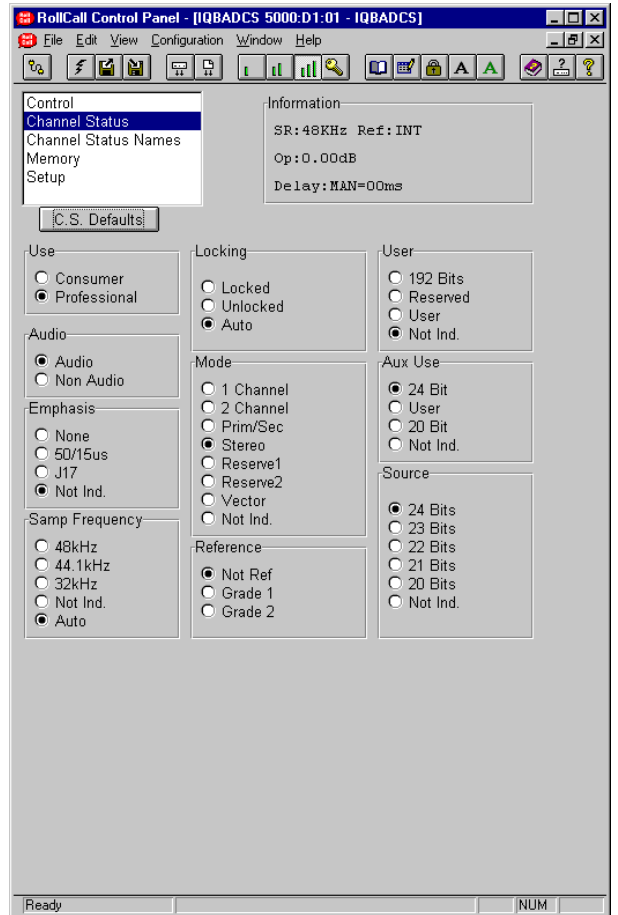 RollCall Control Panel - [IQBADCS 5000:D1:01 - IQBADCS]
File Edit View Configuration Window Help
A A
Control
Channel Status
Channel Status Names
Memory
Setup
C.S. Defaults
Information
SR:48KHz Ref:INT
Op:0.00dB
Delay:MAN=00ms
Use
Consumer
Professional
Audio
Audio
Non Audio
Emphasis
None
50/15us
J17
Not Ind.
Samp Frequency
48kHz
44.1kHz
32kHz
Not Ind.
Auto
Locking
Locked
Unlocked
Auto
Mode
1 Channel
2 Channel
Prim/Sec
Stereo
Reserve1
Reserve2
Vector
Not Ind.
Reference
Not Ref
Grade 1
Grade 2
User
192 Bits
Reserved
User
Not Ind.
Aux Use
24 Bit
User
20 Bit
Not Ind.
Source
24 Bits
23 Bits
22 Bits
21 Bits
20 Bits
Not Ind.
Ready NUM